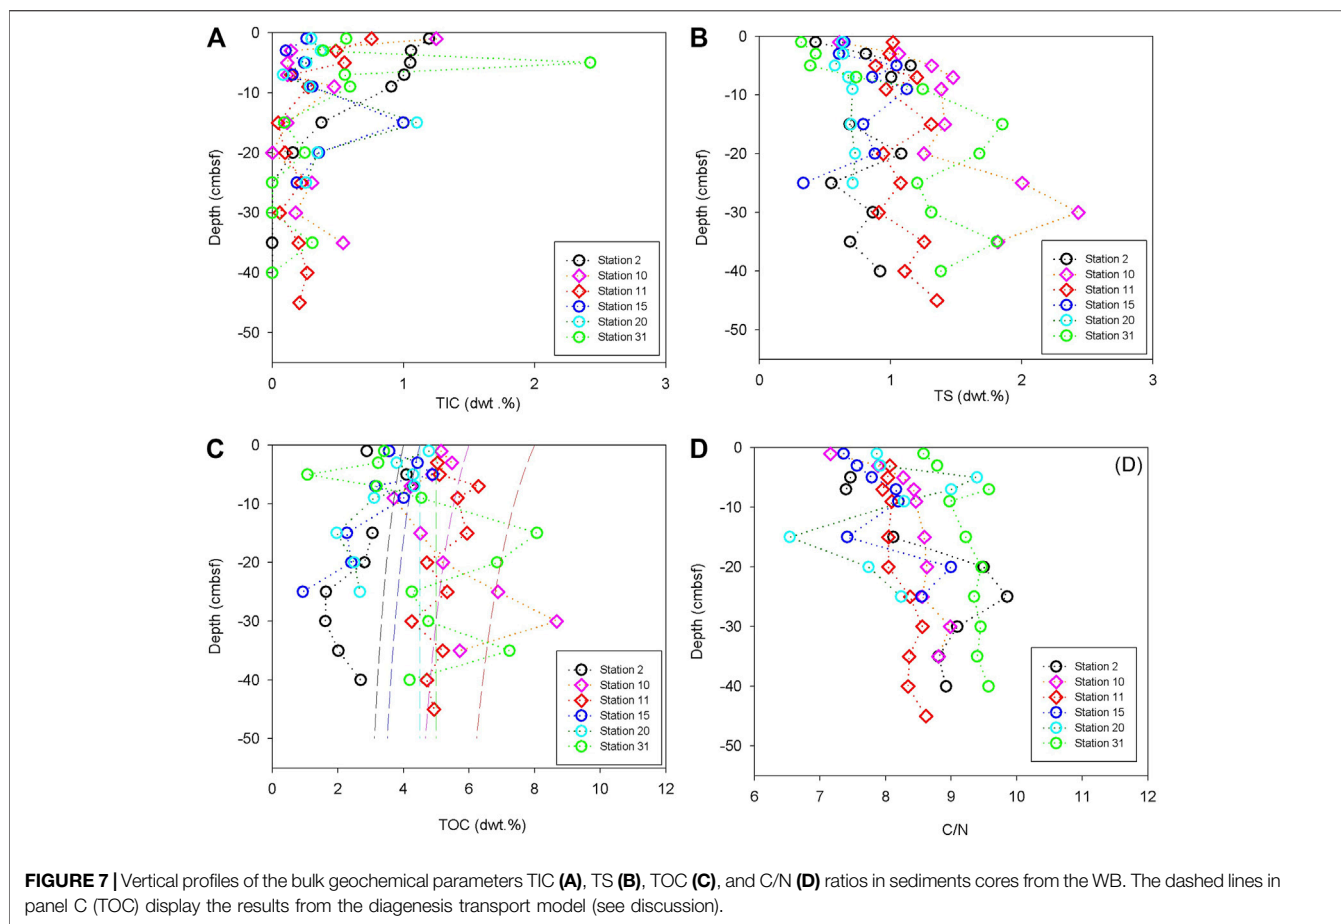 A
0
-10
-20
-30
-40
-50
Depth (cmbsf)
0 1 2 3
TIC (dwt .%)
Station 2
Station 10
Station 11
Station 15
Station 20
Station 31
B
0
-10
-20
-30
-40
-50
Depth (cmbsf)
0 1 2 3
TS (dwt.%)
Station 2
Station 10
Station 11
Station 15
Station 20
Station 31
C
0
-10
-20
-30
-40
-50
Depth (cmbsf)
0 2 4 6 8 10 12
TOC (dwt.%)
Station 2
Station 10
Station 11
Station 15
Station 20
Station 31
D
(D)
0
-10
-20
-30
-40
-50
Depth (cmbsf)
6 7 8 9 10 11 12
C/N
Station 2
Station 10
Station 11
Station 15
Station 20
Station 31
FIGURE 7 | Vertical profiles of the bulk geochemical parameters TIC (A), TS (B), TOC (C), and C/N (D) ratios in sediments cores from the WB. The dashed lines in
panel C (TOC) display the results from the diagenesis transport model (see discussion).